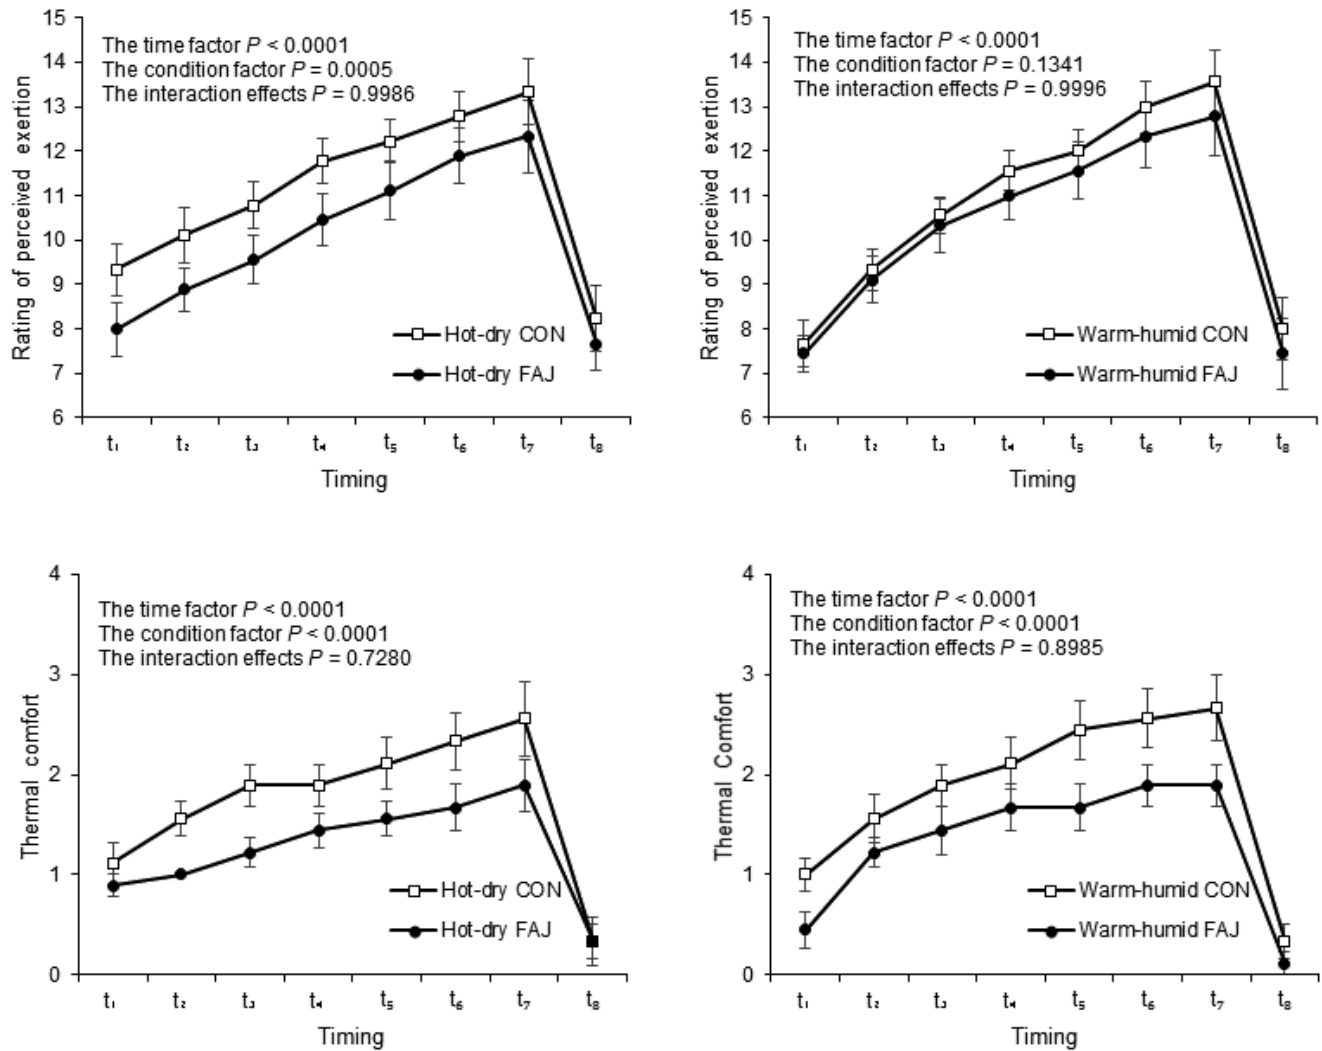 15
14
13
12
11
10
9
8
7
6
Rating of perceived exertion
The time factor P < 0.0001
The condition factor P = 0.0005
The interaction effects P = 0.9986
Hot-dry CON
Hot-dry FAJ
t₁ t₂ t₃ t₄ t₅ t₆ t₇ t₈
Timing
15
14
13
12
11
10
9
8
7
6
Rating of perceived exertion
The time factor P < 0.0001
The condition factor P = 0.1341
The interaction effects P = 0.9996
Warm-humid CON
Warm-humid FAJ
t₁ t₂ t₃ t₄ t₅ t₆ t₇ t₈
Timing
4
3
2
1
0
Thermal comfort
The time factor P < 0.0001
The condition factor P < 0.0001
The interaction effects P = 0.7280
Hot-dry CON
Hot-dry FAJ
t₁ t₂ t₃ t₄ t₅ t₆ t₇ t₈
Timing
4
3
2
1
0
Thermal Comfort
The time factor P < 0.0001
The condition factor P < 0.0001
The interaction effects P = 0.8985
Warm-humid CON
Warm-humid FAJ
t₁ t₂ t₃ t₄ t₅ t₆ t₇ t₈
Timing